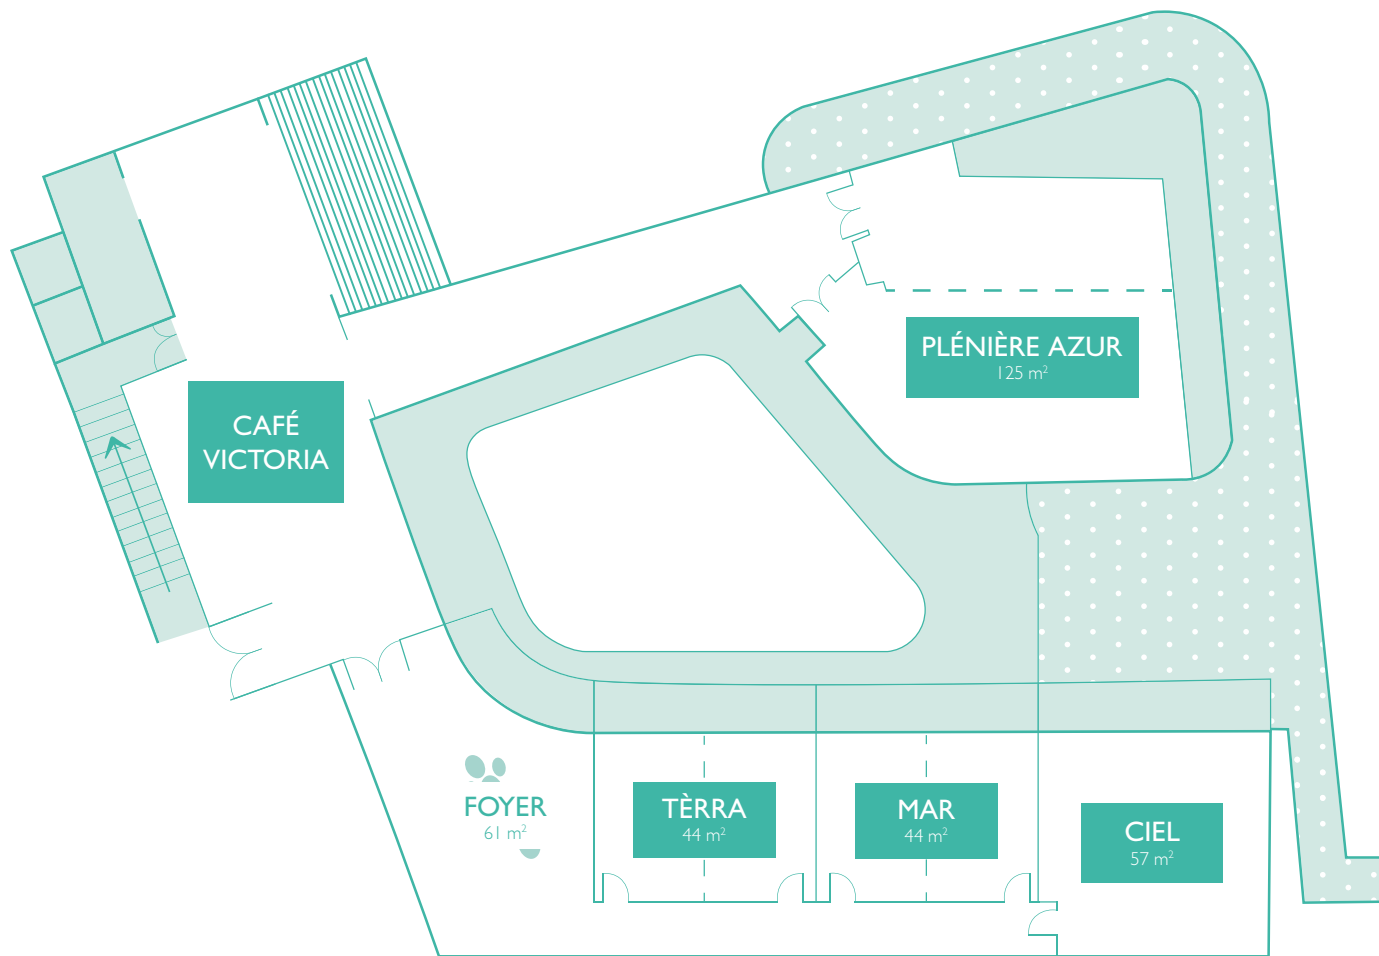 PLÉNIÈRE AZUR
125 m²
CAFÉ
VICTORIA
FOYER
61 m²
TÈRRA
44 m²
MAR
44 m²
CIEL
57 m²